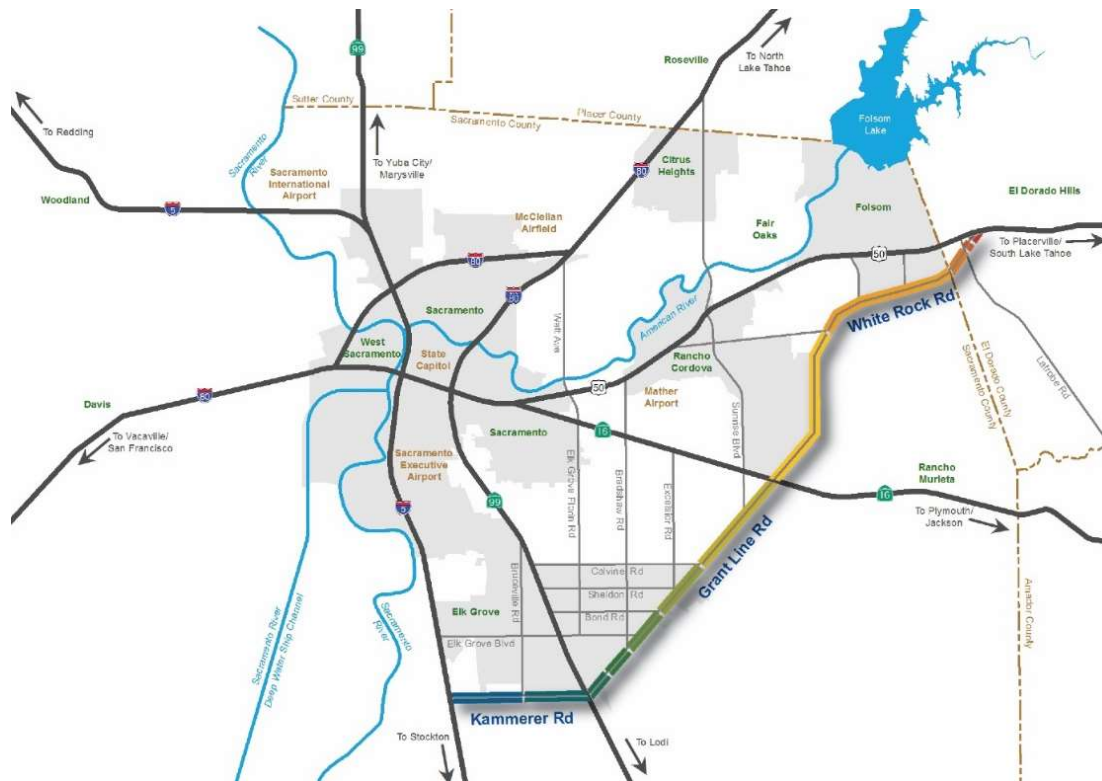 99
To North
Lake Tahoe
Roseville
Sutter County
Placer County
Sacramento County
Folsom
Lake
To Redding
Sacramento
River
To Yuba City/
Marysville
80
Citrus
Heights
Sacramento
International
Airport
Woodland
5
El Dorado Hills
Folsom
McClellan
Airfield
Fair
Oaks
To Placerville/
South Lake Tahoe
50
80
80
American River
White Rock Rd
Sacramento
Watt Ave
West
Sacramento
State
Capitol
Rancho
Cordova
El Dorado County
Sacramento County
Latrobe Rd
50
Mather
Airport
Sunrise Blvd
80
Davis
To Vacaville/
San Francisco
16
Sacramento
Sacramento
Executive
Airport
Elk Grove Florin Rd
Bradshaw Rd
Excelsior Rd
Rancho
Murieta
16
99
5
To Plymouth/
Jackson
Grant Line Rd
Calvine Rd
Sheldon Rd
Bond Rd
Bruceville Rd
Elk Grove
Elk Grove Blvd
Amador County
Sacramento River
Deep Water Ship Channel
Sacramento
River
Kammerer Rd
To Stockton
To Lodi